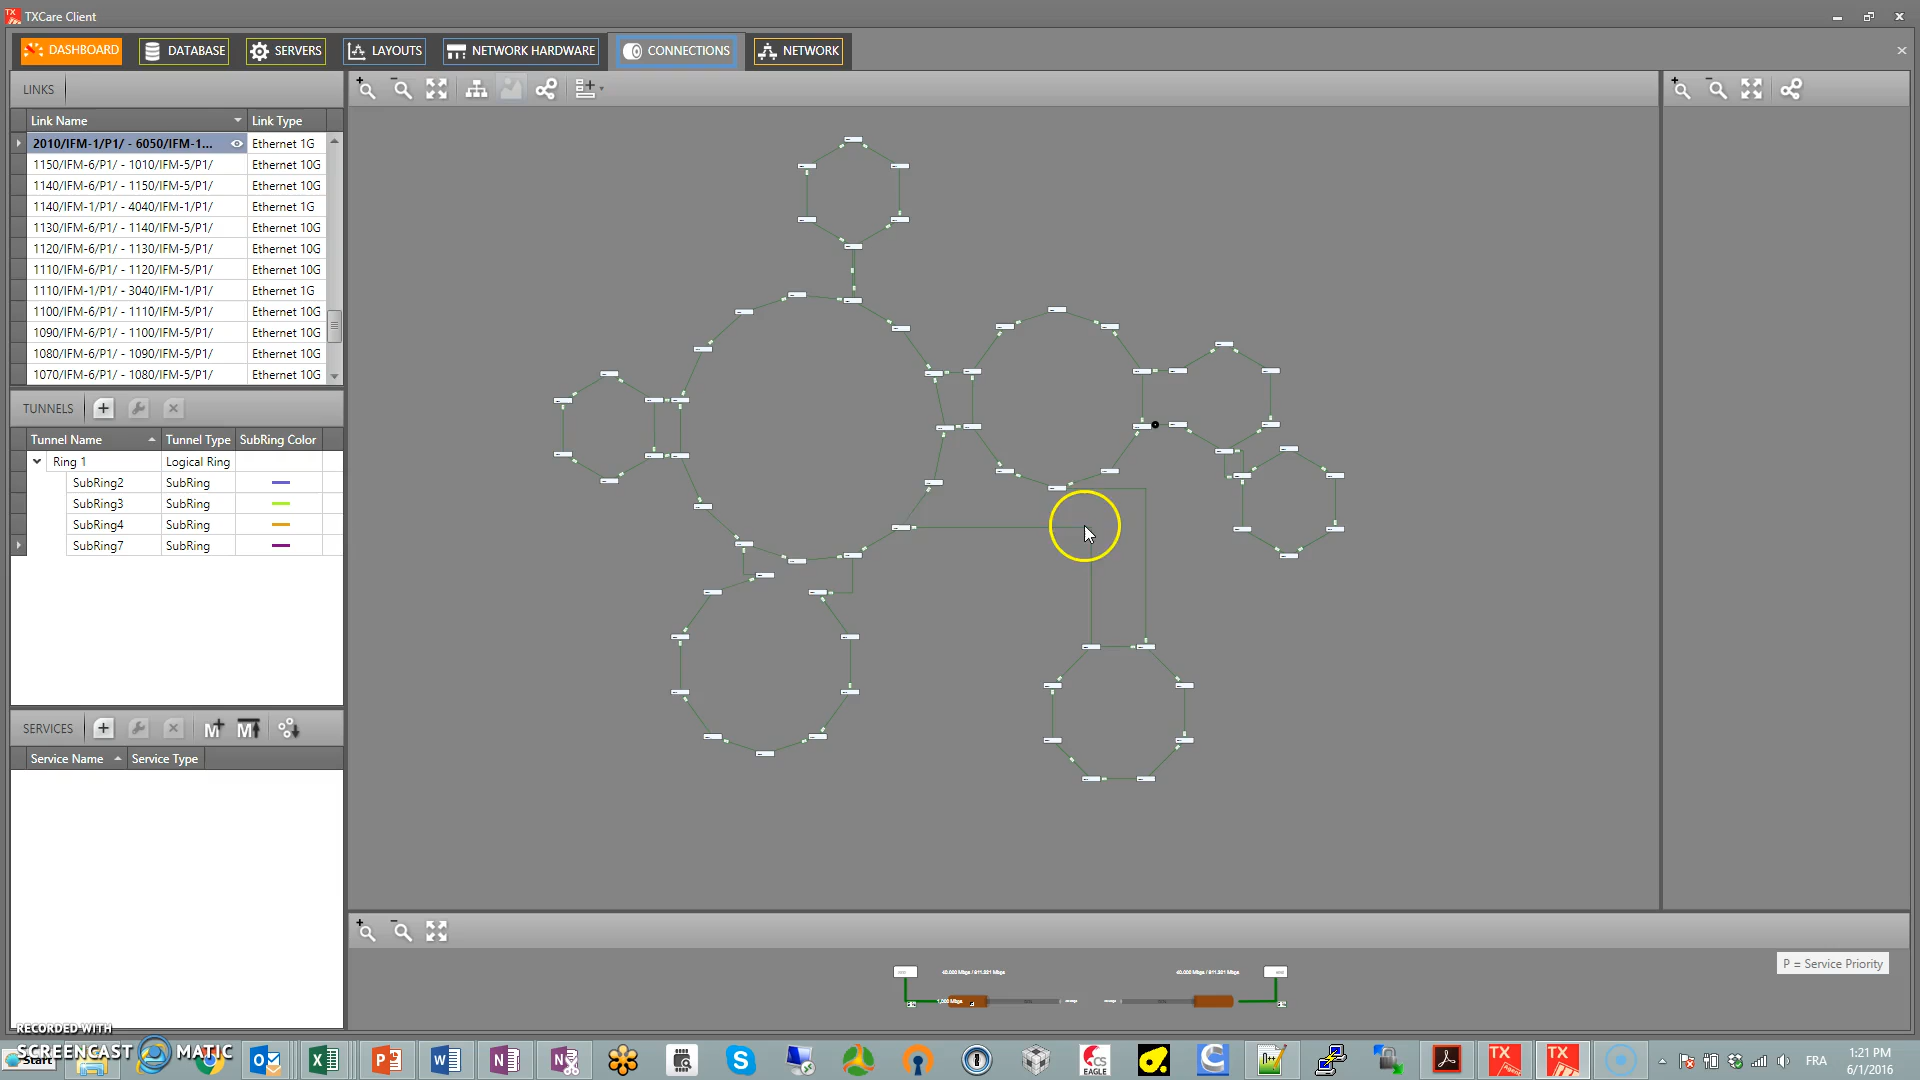 TXCare Client
DASHBOARD
DATABASE
SERVERS
LAYOUTS
NETWORK HARDWARE
CONNECTIONS
NETWORK
LINKS
Link Name Link Type
2010/IFM-1/P1/ - 6050/IFM-1... Ethernet 1G
1150/IFM-6/P1/ - 1010/IFM-5/P1/ Ethernet 10G
1140/IFM-6/P1/ - 1150/IFM-5/P1/ Ethernet 10G
1140/IFM-1/P1/ - 4040/IFM-1/P1/ Ethernet 1G
1130/IFM-6/P1/ - 1140/IFM-5/P1/ Ethernet 10G
1120/IFM-6/P1/ - 1130/IFM-5/P1/ Ethernet 10G
1110/IFM-6/P1/ - 1120/IFM-5/P1/ Ethernet 10G
1110/IFM-1/P1/ - 3040/IFM-1/P1/ Ethernet 1G
1100/IFM-6/P1/ - 1110/IFM-5/P1/ Ethernet 10G
1090/IFM-6/P1/ - 1100/IFM-5/P1/ Ethernet 10G
1080/IFM-6/P1/ - 1090/IFM-5/P1/ Ethernet 10G
1070/IFM-6/P1/ - 1080/IFM-5/P1/ Ethernet 10G
TUNNELS
Tunnel Name Tunnel Type SubRing Color
Ring 1 Logical Ring
SubRing2 SubRing
SubRing3 SubRing
SubRing4 SubRing
SubRing7 SubRing
SERVICES
Service Name Service Type
P = Service Priority
RECORDED WITH
SCREENCAST MATIC
Start
CS
EAGLE
TX
TX
FRA
1:21 PM
6/1/2016